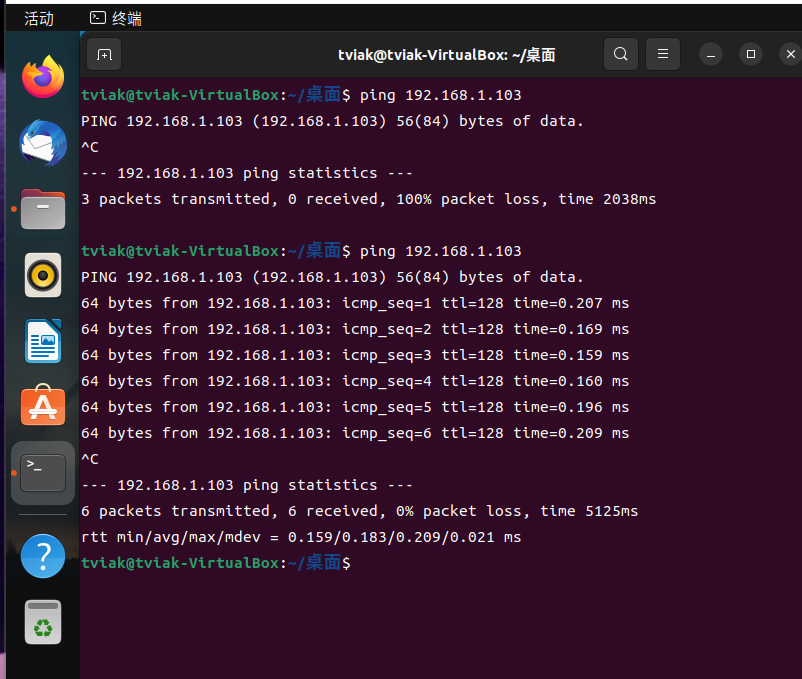 活动 终端
tviak@tviak-VirtualBox: ~/桌面
tviak@tviak-VirtualBox:~/桌面$ ping 192.168.1.103
PING 192.168.1.103 (192.168.1.103) 56(84) bytes of data.
^C
--- 192.168.1.103 ping statistics ---
3 packets transmitted, 0 received, 100% packet loss, time 2038ms
tviak@tviak-VirtualBox:~/桌面$ ping 192.168.1.103
PING 192.168.1.103 (192.168.1.103) 56(84) bytes of data.
64 bytes from 192.168.1.103: icmp_seq=1 ttl=128 time=0.207 ms
64 bytes from 192.168.1.103: icmp_seq=2 ttl=128 time=0.169 ms
64 bytes from 192.168.1.103: icmp_seq=3 ttl=128 time=0.159 ms
64 bytes from 192.168.1.103: icmp_seq=4 ttl=128 time=0.160 ms
64 bytes from 192.168.1.103: icmp_seq=5 ttl=128 time=0.196 ms
64 bytes from 192.168.1.103: icmp_seq=6 ttl=128 time=0.209 ms
^C
--- 192.168.1.103 ping statistics ---
6 packets transmitted, 6 received, 0% packet loss, time 5125ms
rtt min/avg/max/mdev = 0.159/0.183/0.209/0.021 ms
tviak@tviak-VirtualBox:~/桌面$